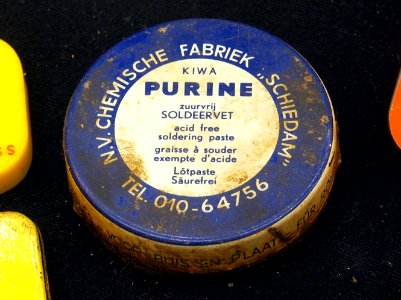 N.V. CHEMISCHE FABRIEK „SCHIEDAM"
KIWA
PURINE
zuurvrij
SOLDEERVET
acid free
soldering paste
graisse à souder
exempte d'acide
Lötpaste
Säurefrei
TEL. 010-64756
VOOR BUIS EN PLAAT
FOR
S